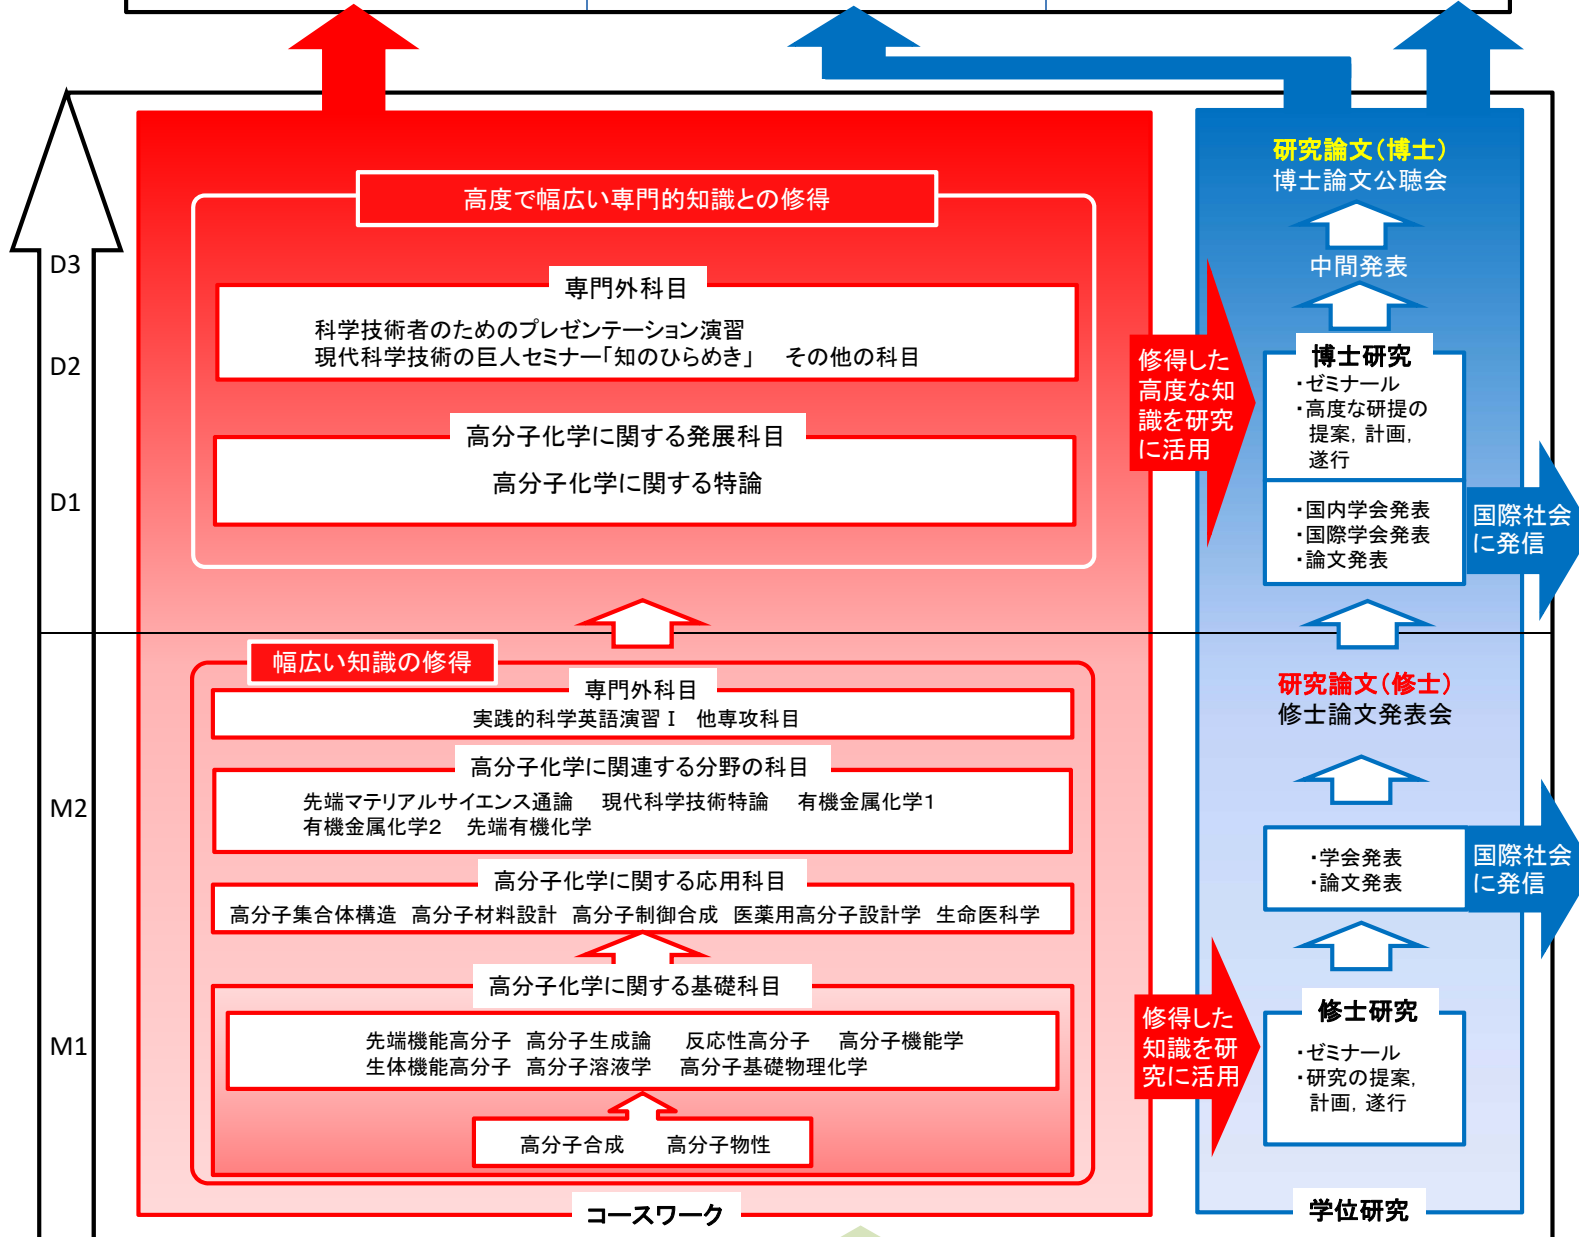 D3
D2
D1
M2
M1
高度で幅広い専門的知識との修得
専門外科目
科学技術者のためのプレゼンテーション演習
現代科学技術の巨人セミナー「知のひらめき」　その他の科目
高分子化学に関する発展科目
高分子化学に関する特論
幅広い知識の修得
専門外科目
実践的科学英語演習Ⅰ　他専攻科目
高分子化学に関連する分野の科目
先端マテリアルサイエンス通論　現代科学技術特論　有機金属化学1
有機金属化学2　先端有機化学
高分子化学に関する応用科目
高分子集合体構造　高分子材料設計　高分子制御合成　医薬用高分子設計学　生命医科学
高分子化学に関する基礎科目
先端機能高分子　高分子生成論　反応性高分子　高分子機能学
生体機能高分子　高分子溶液学　高分子基礎物理化学
高分子合成　高分子物性
コースワーク
修得した
高度な知
識を研究
に活用
修得した
知識を研
究に活用
研究論文（博士）
博士論文公聴会
中間発表
博士研究
・ゼミナール
・高度な研提の
提案，計画，
遂行
・国内学会発表
・国際学会発表
・論文発表
国際社会
に発信
研究論文（修士）
修士論文発表会
・学会発表
・論文発表
国際社会
に発信
修士研究
・ゼミナール
・研究の提案，
計画，遂行
学位研究